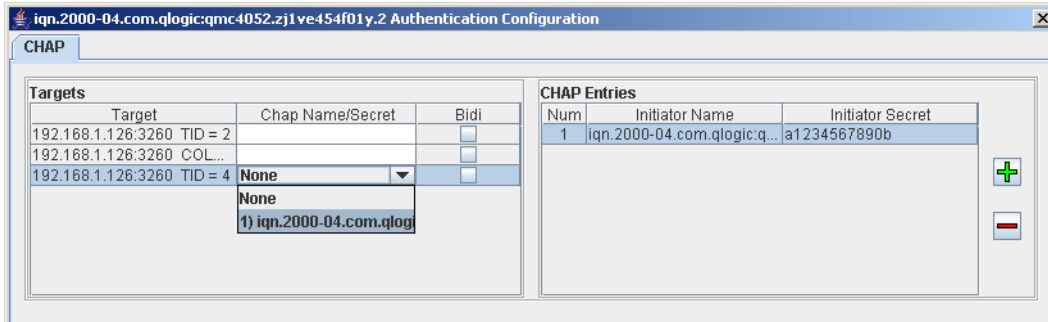 iqn.2000-04.com.qlogic:qmc4052.zj1ve454f01y.2 Authentication Configuration
CHAP
Targets
Target Chap Name/Secret Bidi
192.168.1.126:3260 TID = 2
192.168.1.126:3260 COL...
192.168.1.126:3260 TID = 4 None
None
1) iqn.2000-04.com.qlogi
CHAP Entries
Num Initiator Name Initiator Secret
1 iqn.2000-04.com.qlogic:q... a1234567890b